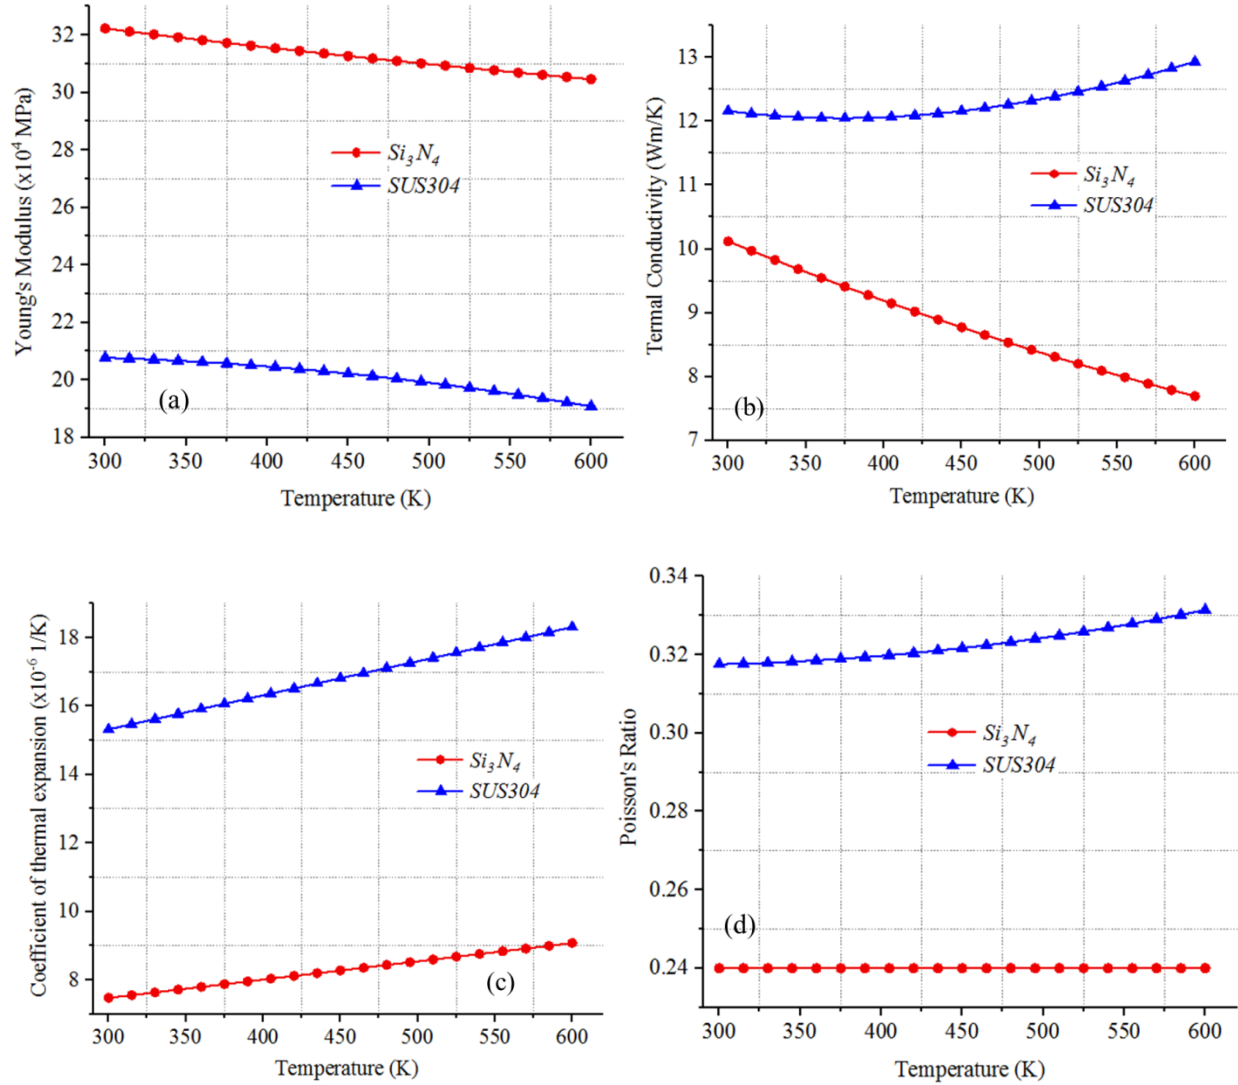 32
30
28
26
24
22
20
18
Young's Modulus (x10⁴ MPa)
Si₃N₄
SUS304
(a)
300 350 400 450 500 550 600
Temperature (K)
13
12
11
10
9
8
7
Termal Conductivity (Wm/K)
Si₃N₄
SUS304
(b)
300 350 400 450 500 550 600
Temperature (K)
18
16
14
12
10
8
Coefficient of thermal expansion (x10⁻⁶ 1/K)
Si₃N₄
SUS304
(c)
300 350 400 450 500 550 600
Temperature (K)
0.34
0.32
0.30
0.28
0.26
0.24
Poisson's Ratio
Si₃N₄
SUS304
(d)
300 350 400 450 500 550 600
Temperature (K)